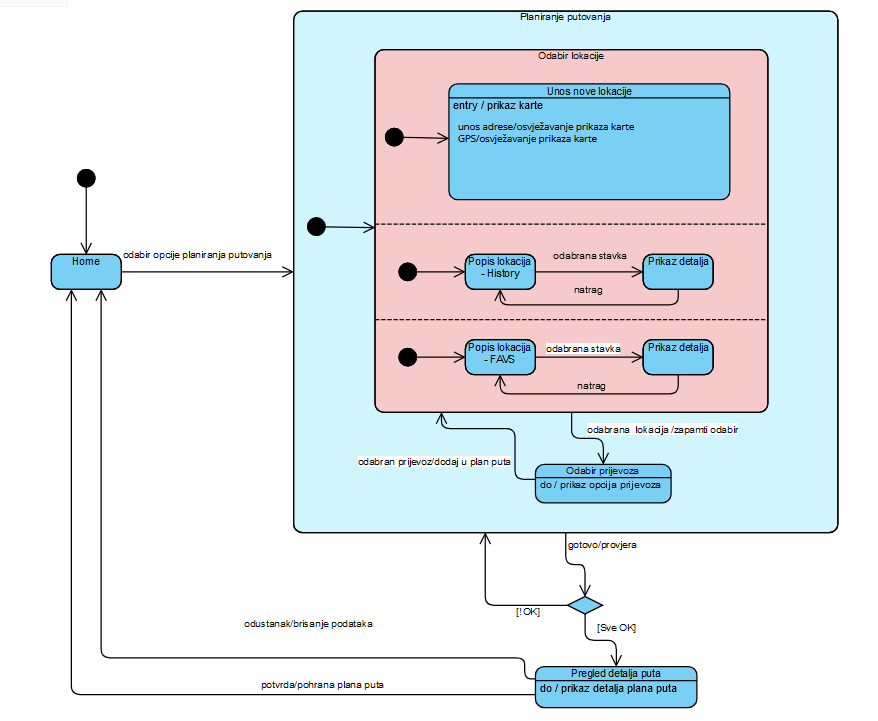 Planiranje putovanja
Odabir lokacije
Unos nove lokacije
entry / prikaz karte
unos adrese/osvježavanje prikaza karte
GPS/osvježavanje prikaza karte
Home
odabir opcije planiranja putovanja
Popis lokacija
- History
odabrana stavka
Prikaz detalja
natrag
Popis lokacija
- FAVS
odabrana stavka
Prikaz detalja
natrag
odabrana lokacija /zapamti odabir
odabran prijevoz/dodaj u plan puta
Odabir prijevoza
do / prikaz opcija prijevoza
gotovo/provjera
[! OK]
[Sve OK]
odustanak/brisanje podataka
Pregled detalja puta
do / prikaz detalja plana puta
potvrda/pohrana plana puta